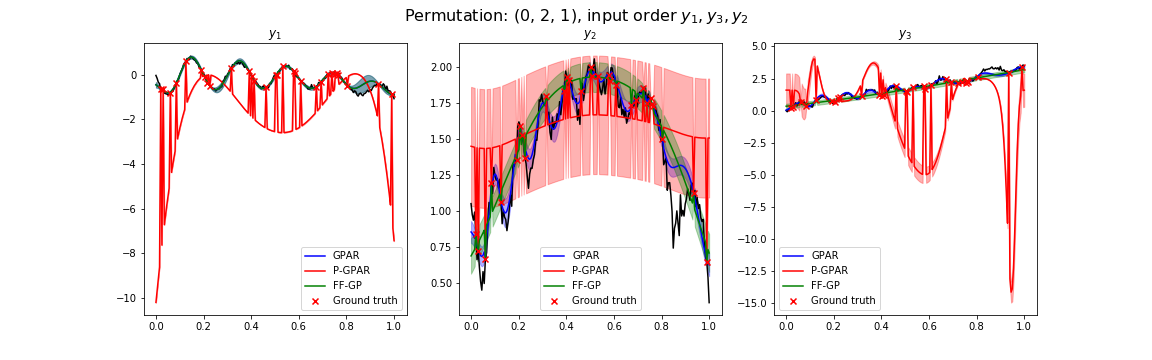 Permutation: (0, 2, 1), input order y₁, y₃, y₂
y₁
0
−2
−4
−6
−8
−10
0.0 0.2 0.4 0.6 0.8 1.0
GPAR
P-GPAR
FF-GP
Ground truth
y₂
2.00
1.75
1.50
1.25
1.00
0.75
0.50
0.0 0.2 0.4 0.6 0.8 1.0
GPAR
P-GPAR
FF-GP
Ground truth
y₃
5.0
2.5
0.0
−2.5
−5.0
−7.5
−10.0
−12.5
−15.0
0.0 0.2 0.4 0.6 0.8 1.0
GPAR
P-GPAR
FF-GP
Ground truth